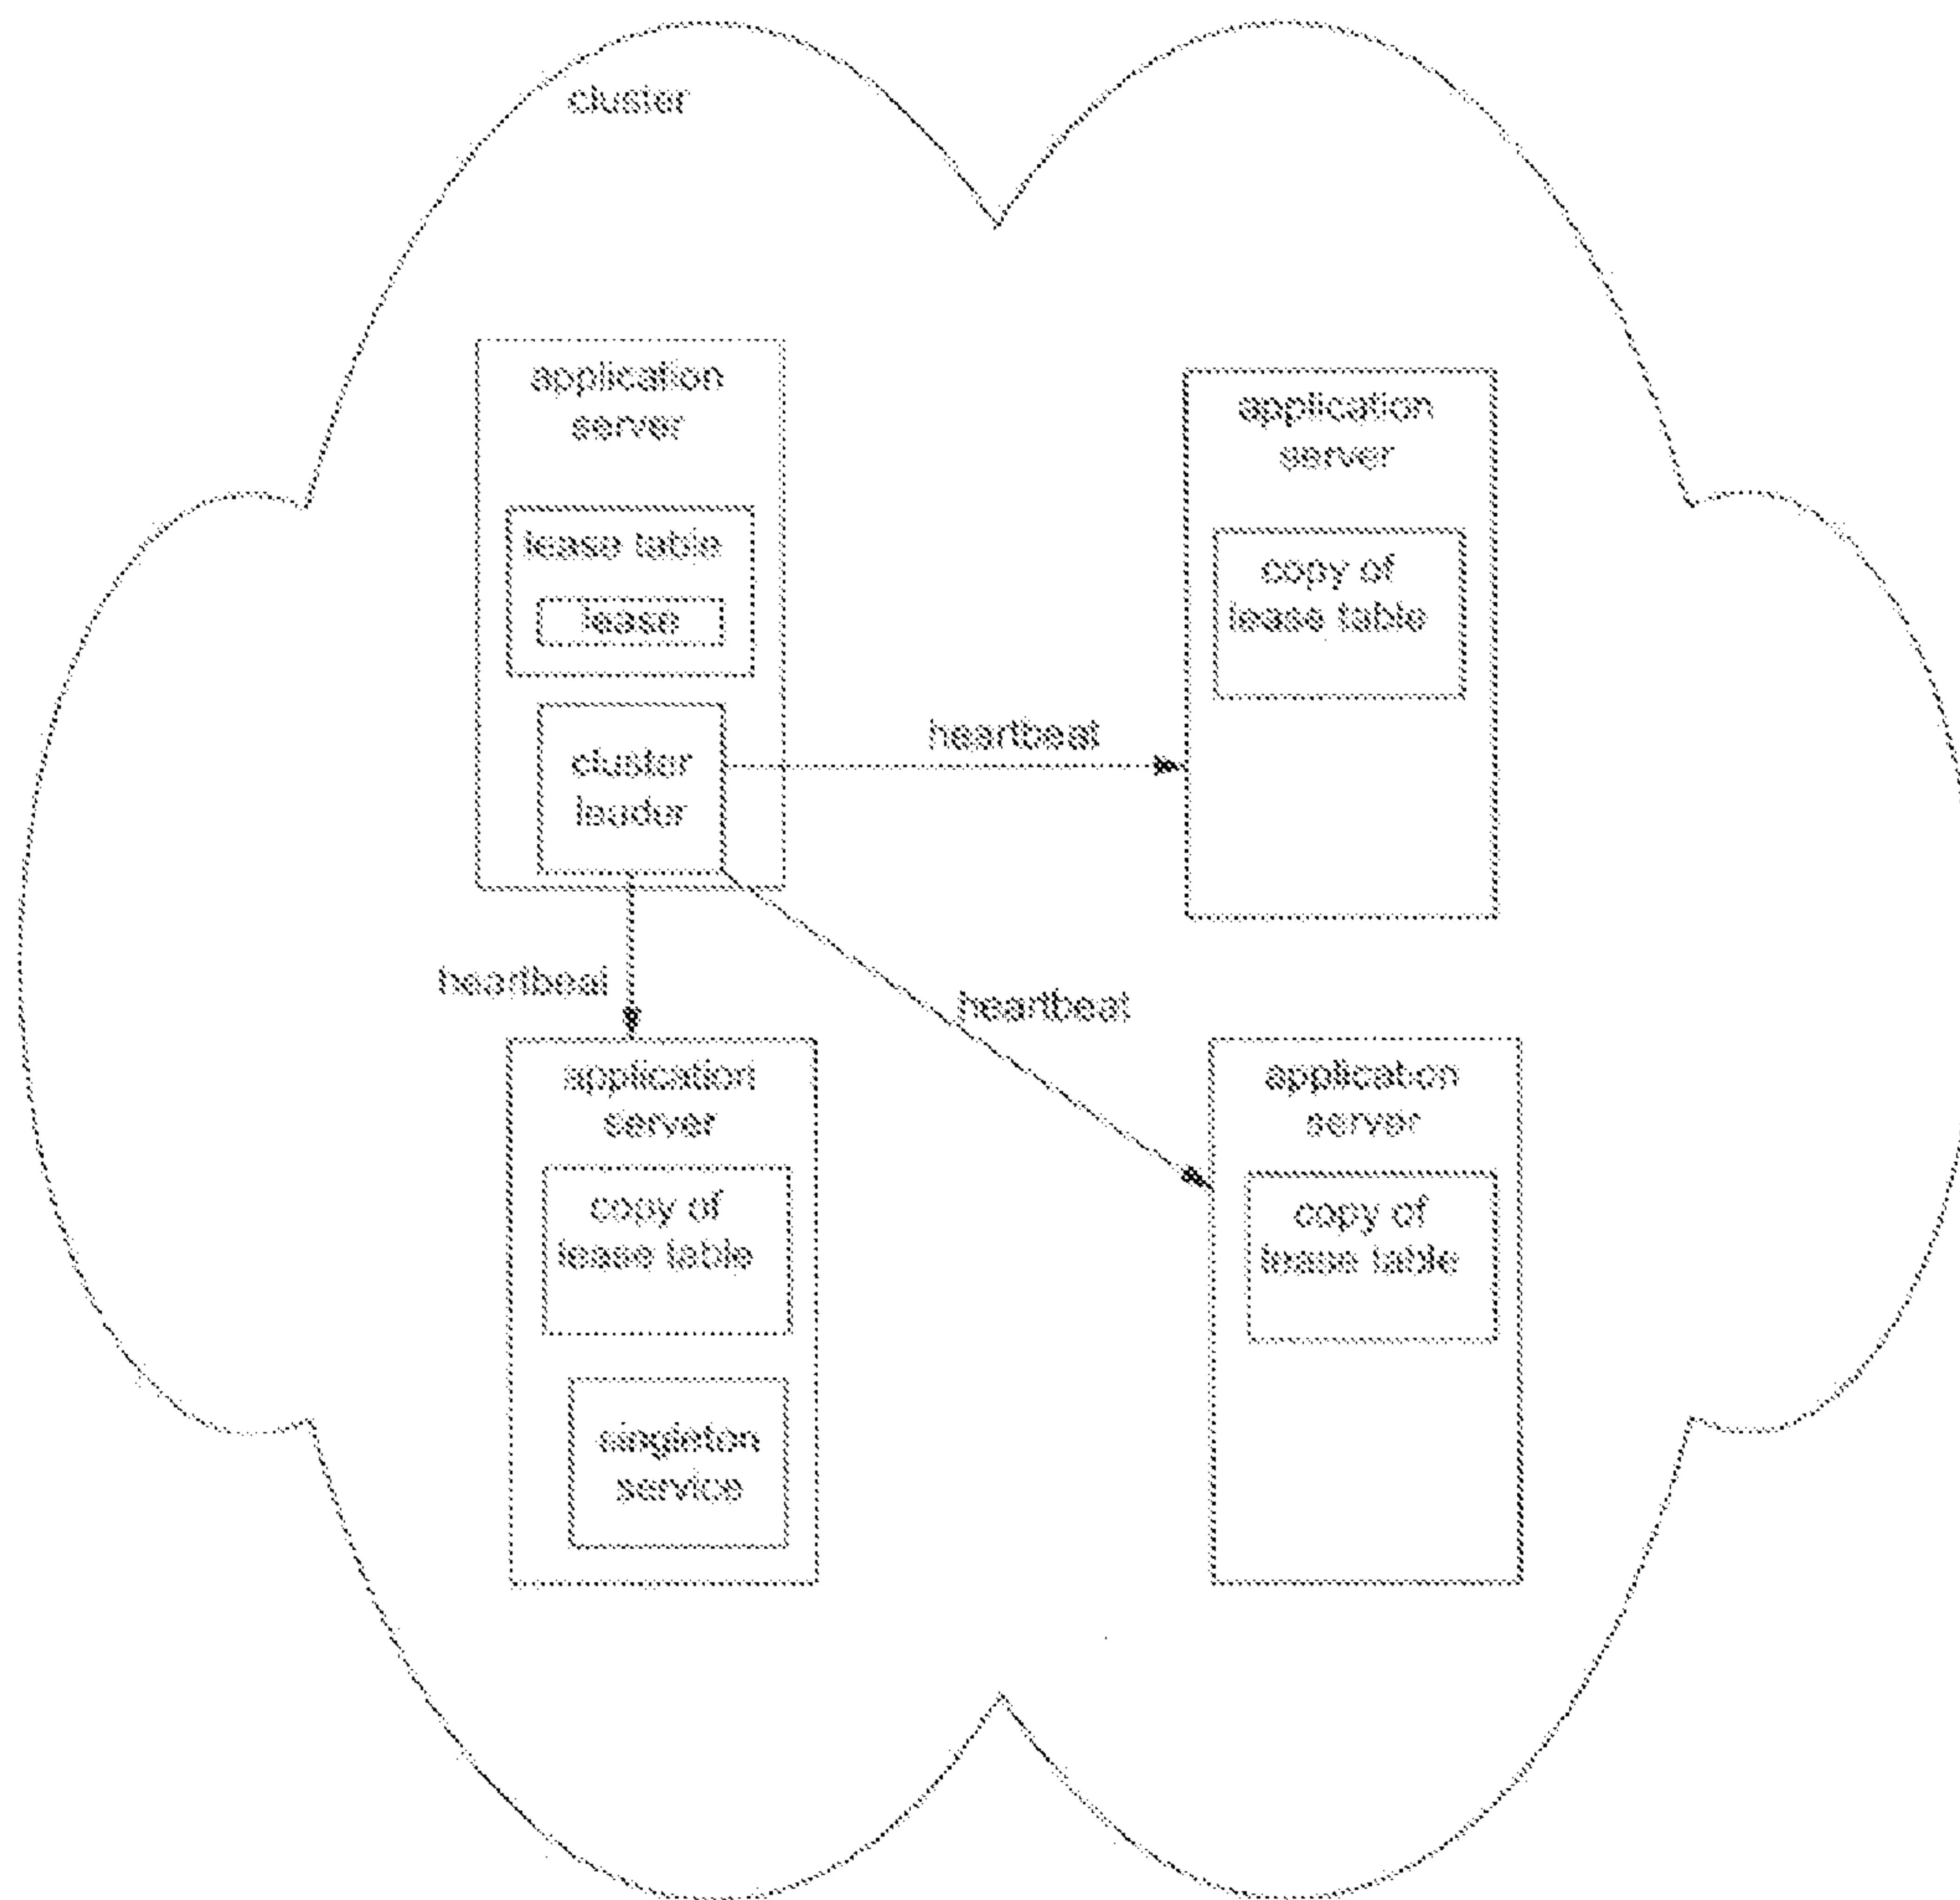 cluster
application
server
lease table
lease
cluster
leader
heartbeat
application
server
copy of
lease table
heartbeat
heartbeat
application
server
copy of
lease table
singleton
service
application
server
copy of
lease table